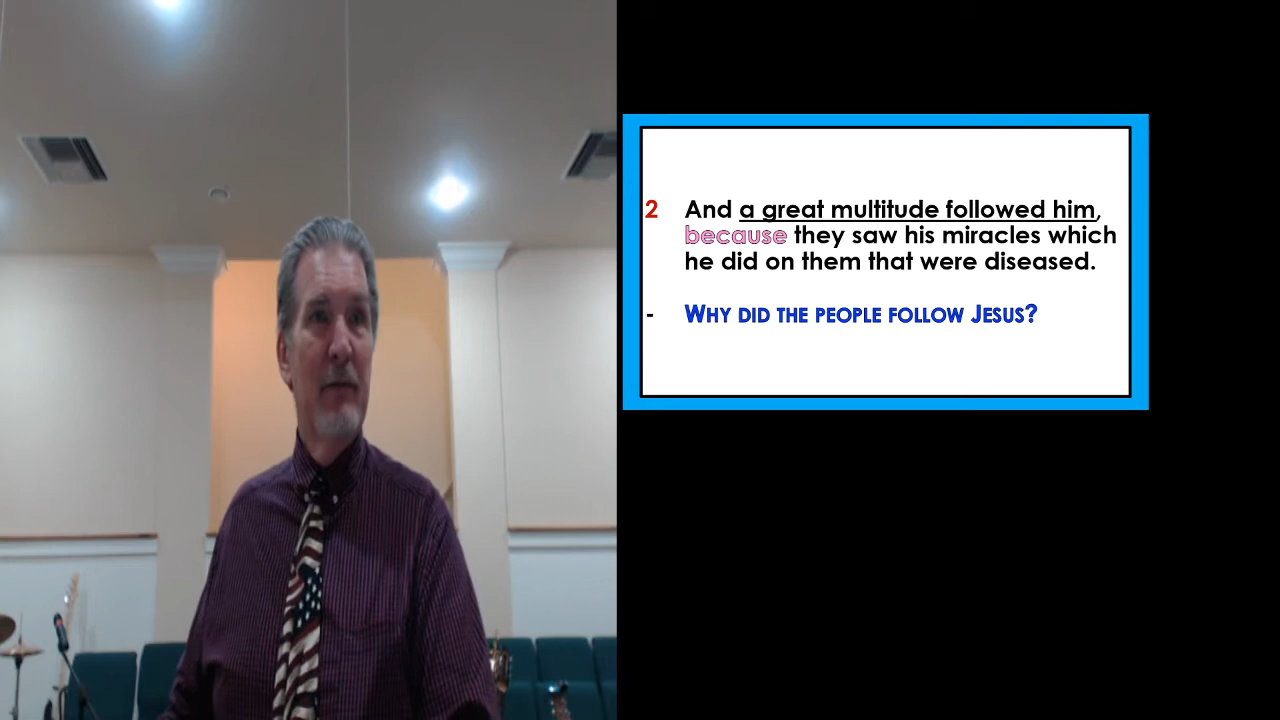 2 And a great multitude followed him,
because they saw his miracles which
he did on them that were diseased.
- WHY DID THE PEOPLE FOLLOW JESUS?